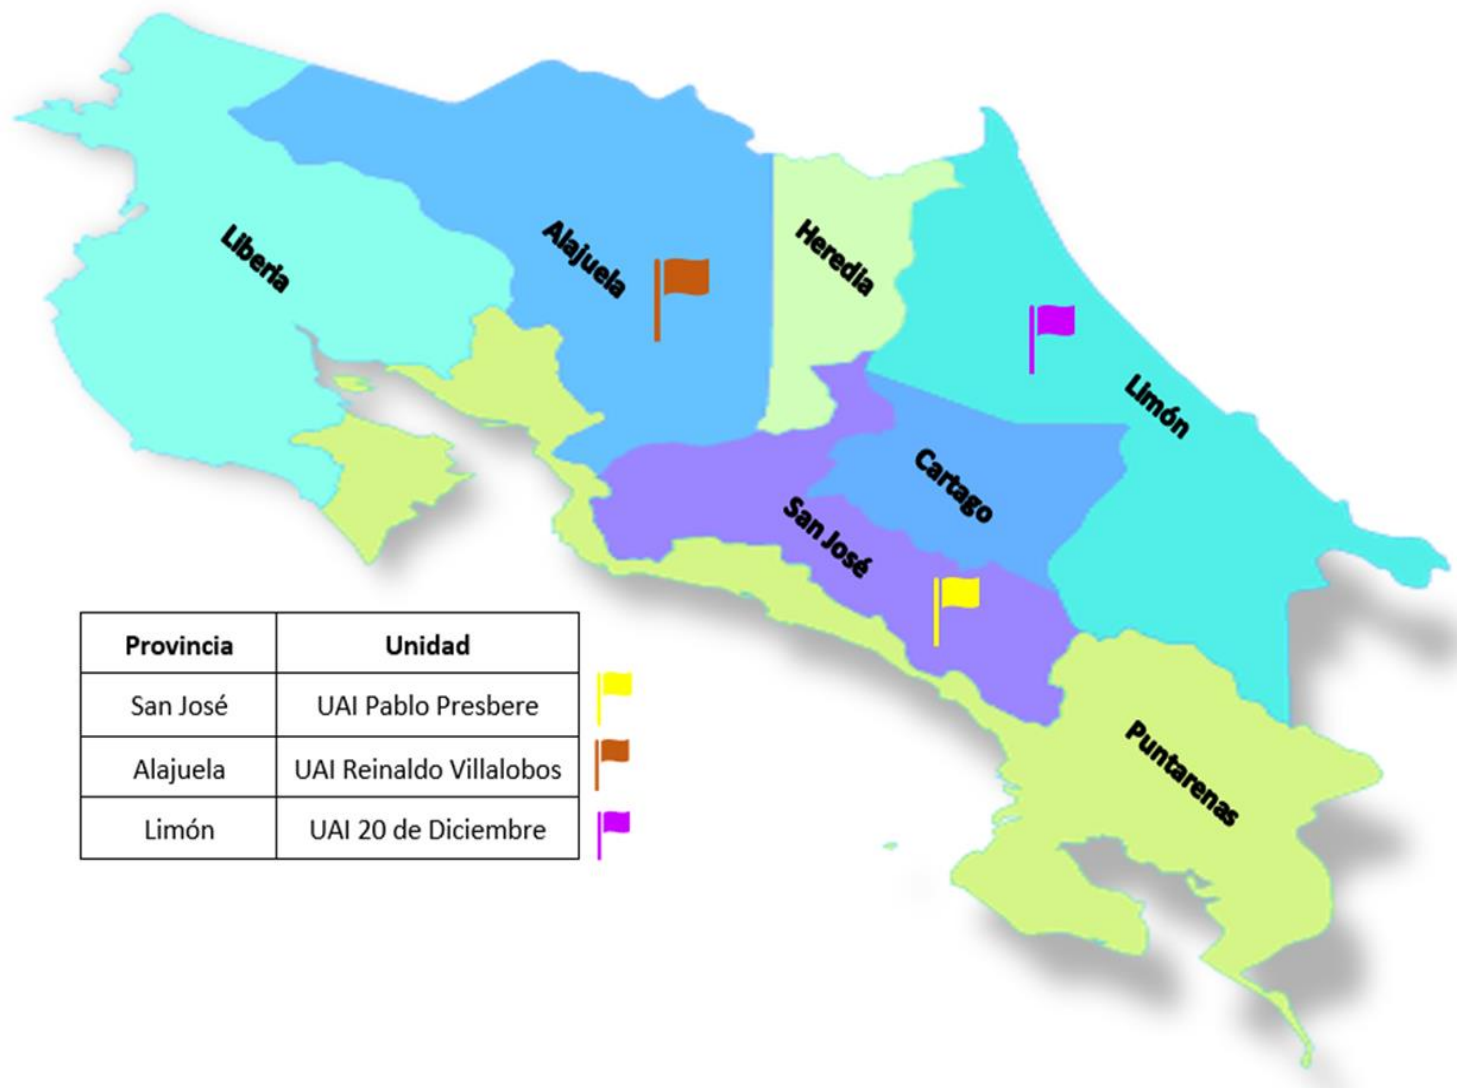 Liberia
Alajuela
Heredia
Limón
Cartago
San José
Puntarenas
Provincia Unidad
San José UAI Pablo Presbere
Alajuela UAI Reinaldo Villalobos
Limón UAI 20 de Diciembre